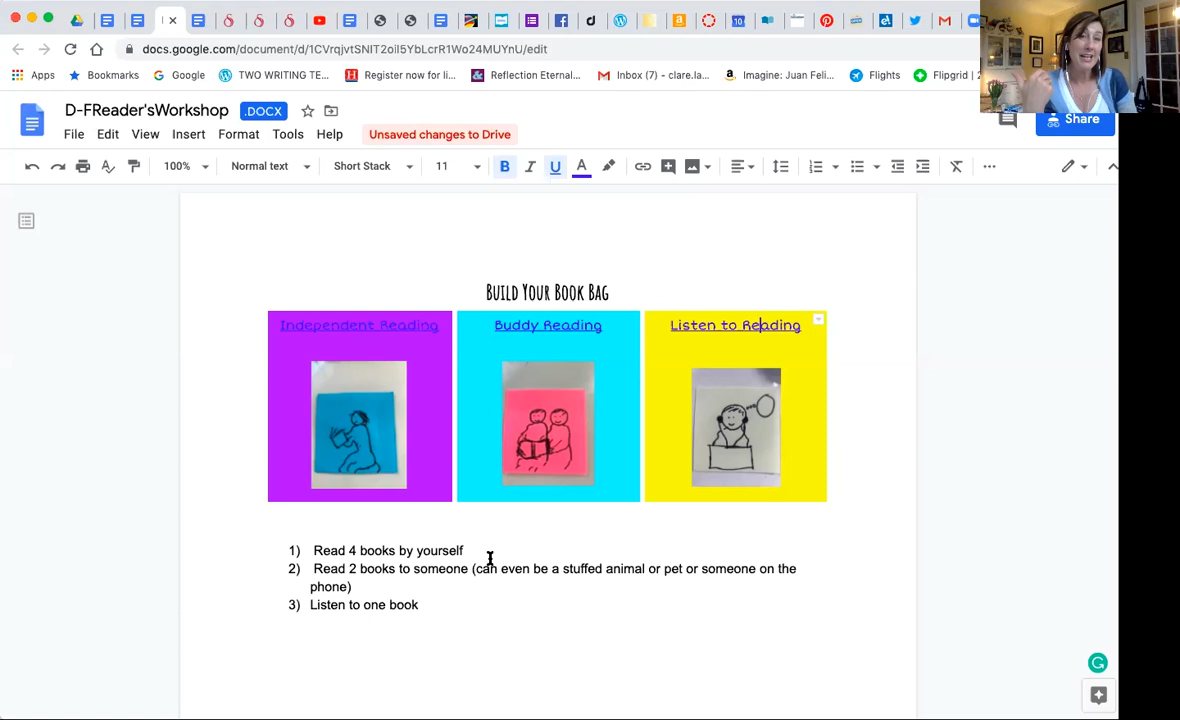 docs.google.com/document/d/1CVrqjvtSNIT2oiI5YbLcrR1Wo24MUYnU/edit
Apps Bookmarks Google TWO WRITING TE... Register now for li... Reflection Eternal... Inbox (7) - clare.la... Imagine: Juan Feli... Flights Flipgrid | 2
D-FReader'sWorkshop .DOCX
File Edit View Insert Format Tools Help Unsaved changes to Drive
Share
100% Normal text Short Stack 11 B I U A
BUILD YOUR BOOK BAG
Independent Reading Buddy Reading Listen to Reading
1) Read 4 books by yourself
2) Read 2 books to someone (can even be a stuffed animal or pet or someone on the
phone)
3) Listen to one book